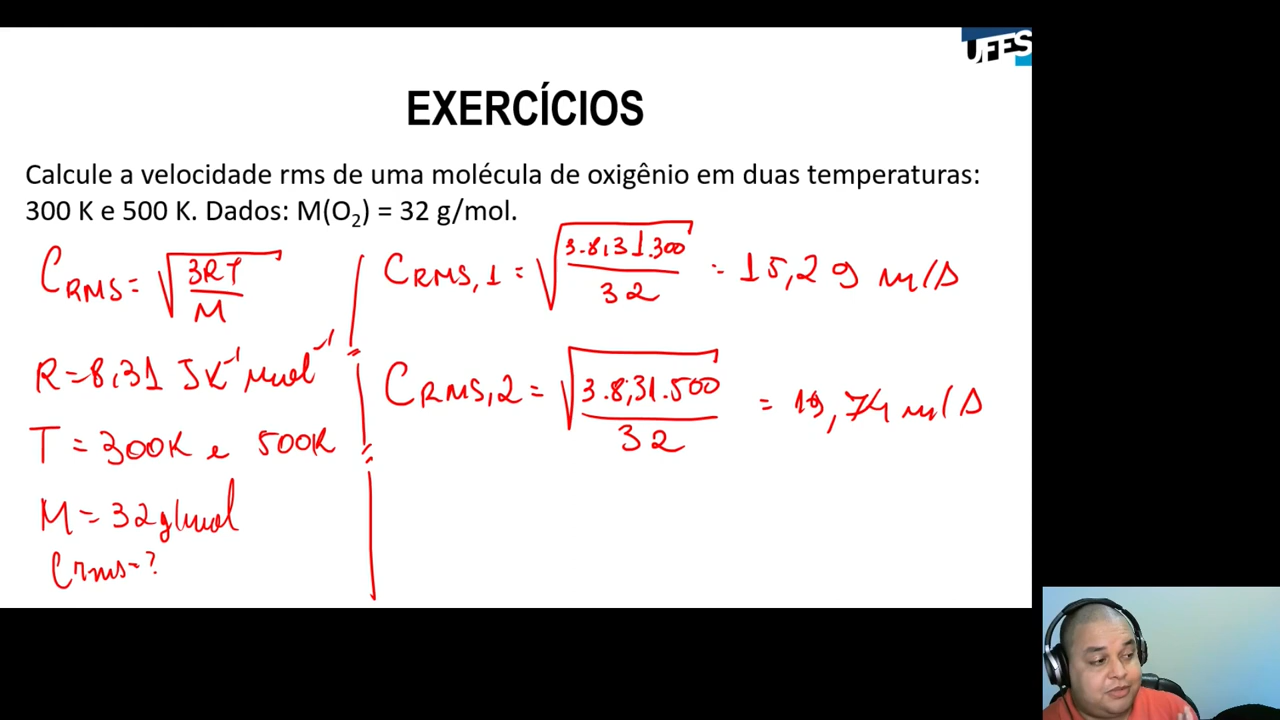 UFES
EXERCÍCIOS
Calcule a velocidade rms de uma molécula de oxigênio em duas temperaturas:
300 K e 500 K. Dados: M(O₂) = 32 g/mol.
CRMS = √3RT/M
R = 8,31 JK⁻¹mol⁻¹
T = 300K e 500K
M = 32g/mol
Crms = ?
CRMS,1 = √3.8,31.300/32 = 15,29 m/s
CRMS,2 = √3.8,31.500/32 = 19,74 m/s